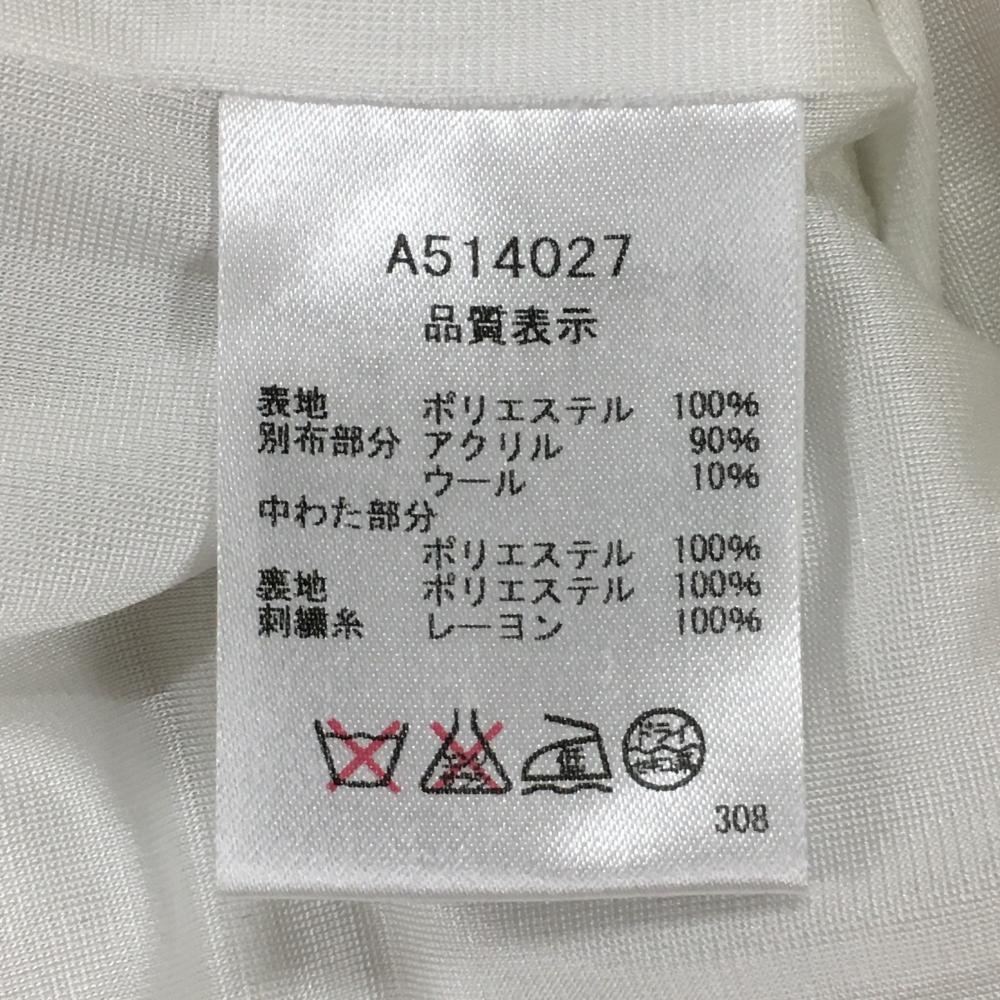 A514027
品質表示
表地 ポリエステル 100%
別布部分 アクリル 90%
ウール 10%
中わた部分
ポリエステル 100%
裏地 ポリエステル 100%
刺繍糸 レーヨン 100%
低 ドライ
308